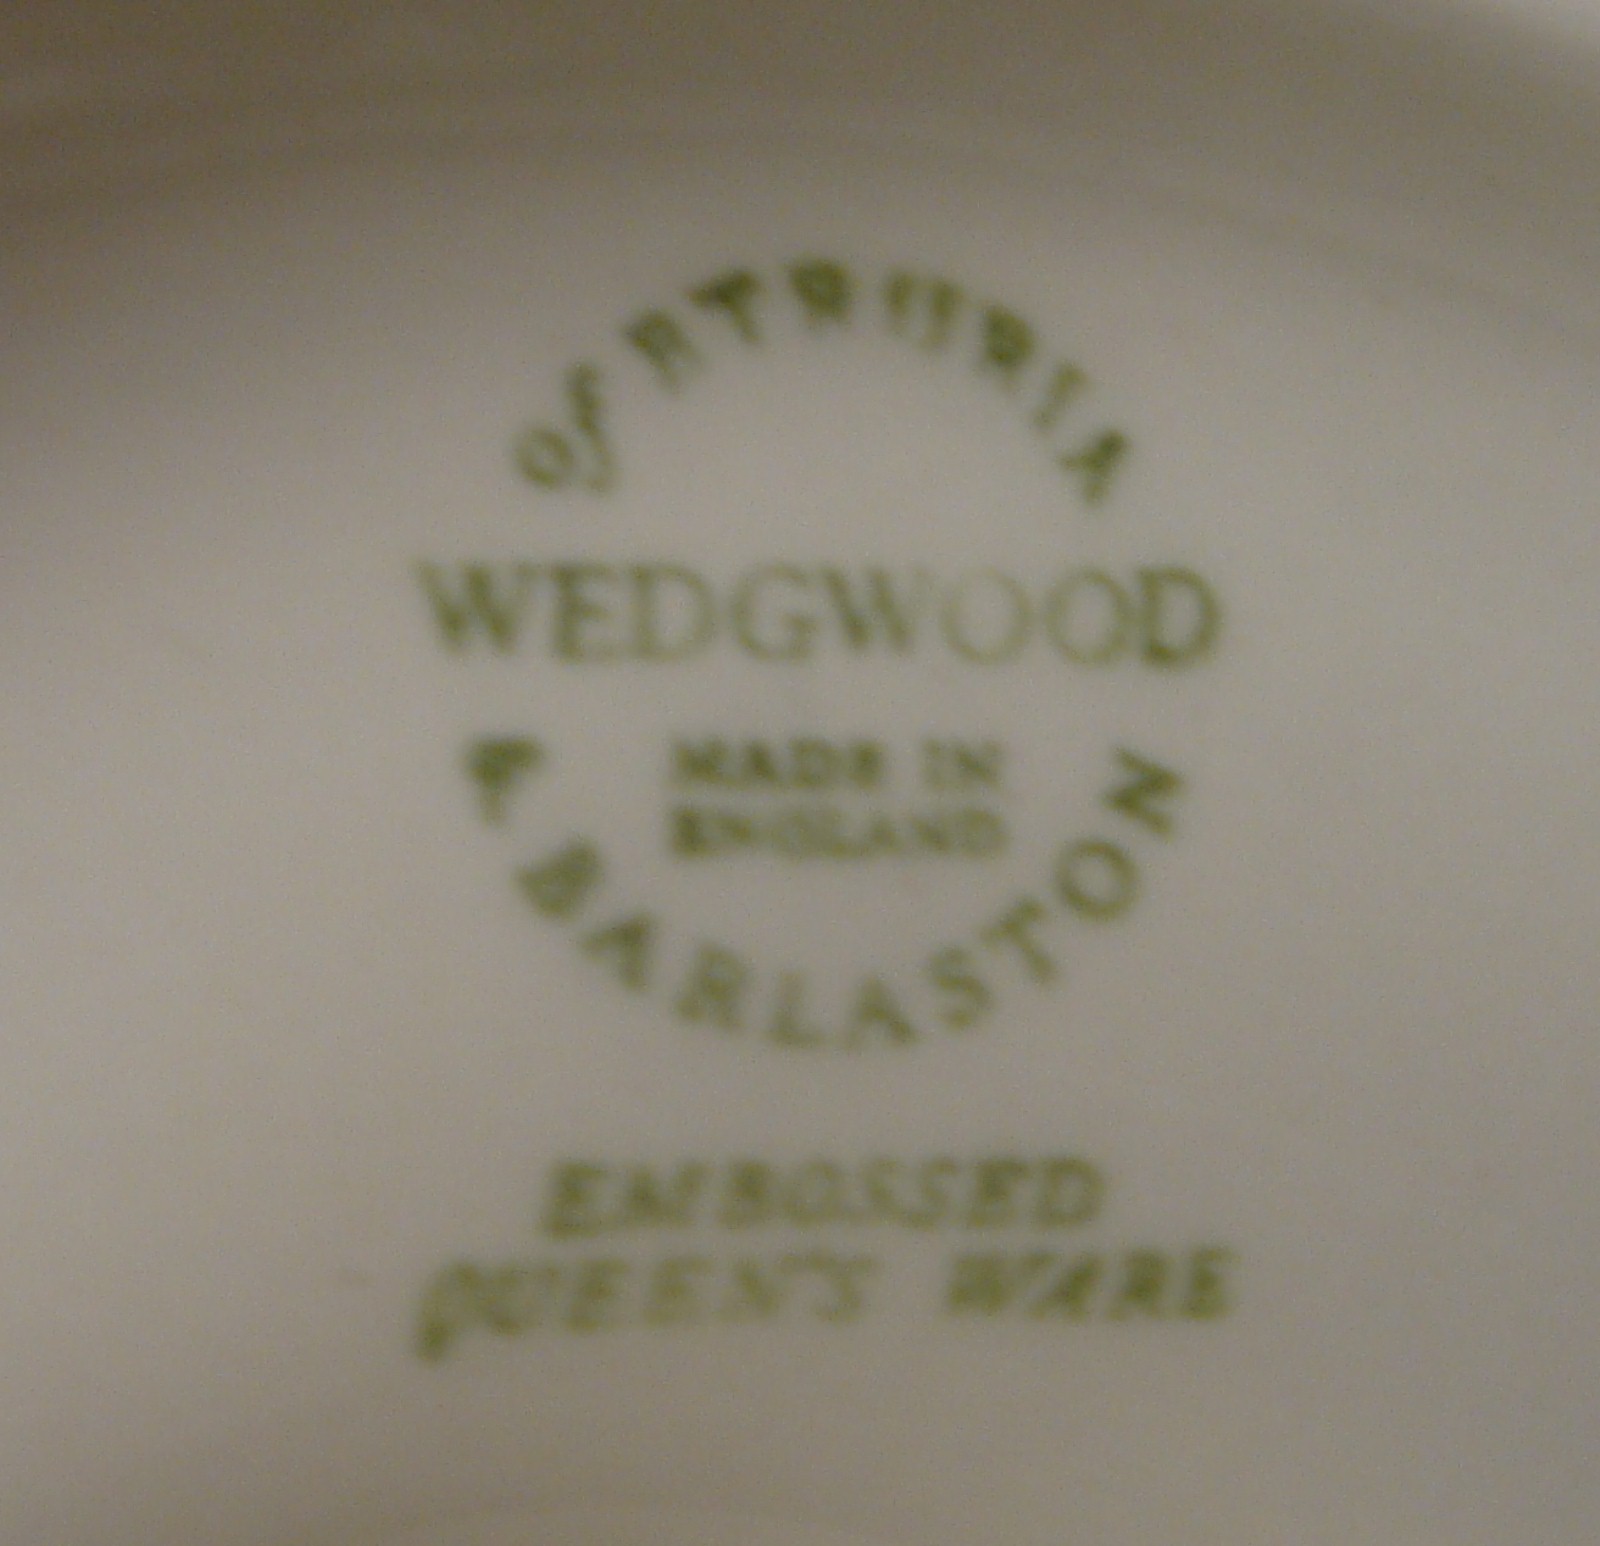 of ETRURIA
WEDGWOOD
MADE IN
ENGLAND
& BARLASTON
EMBOSSED
QUEEN'S WARE